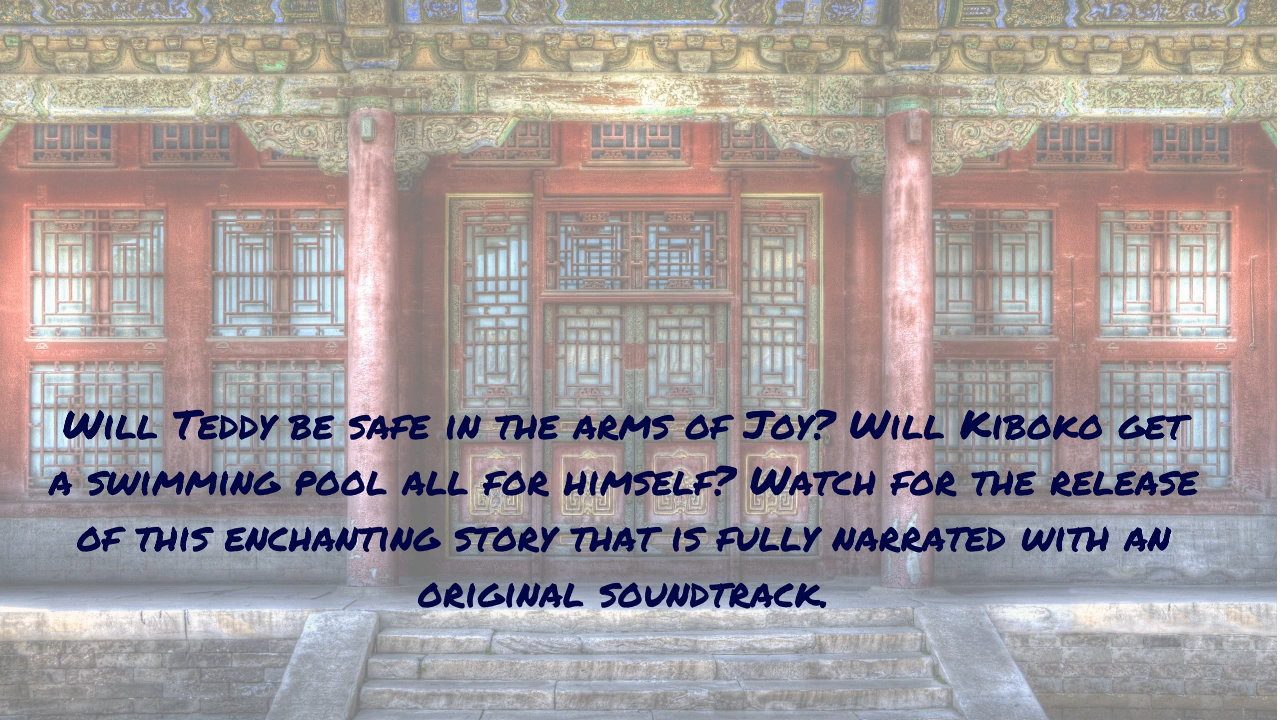 Will Teddy be safe in the arms of Joy? Will Kiboko get
a swimming pool all for himself? Watch for the release
of this enchanting story that is fully narrated with an
original soundtrack.